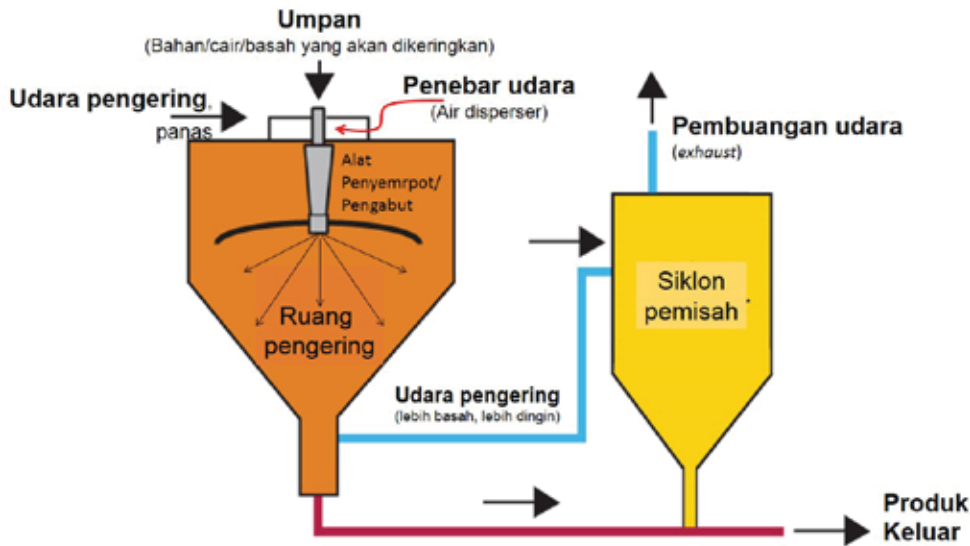 Umpan
(Bahan/cair/basah yang akan dikeringkan)
Udara pengering,
panas
Penebar udara
(Air disperser)
Alat
Penyemrpot/
Pengabut
Ruang
pengering
Pembuangan udara
(exhaust)
Siklon
pemisah
Udara pengering
(lebih basah, lebih dingin)
Produk
Keluar